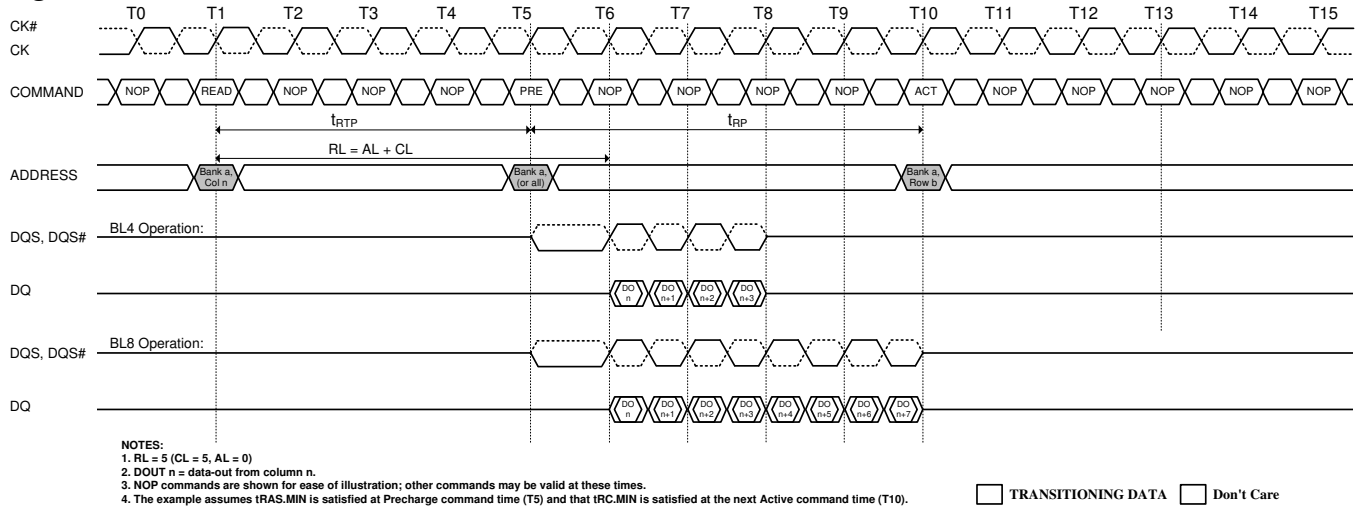 T0 T1 T2 T3 T4 T5 T6 T7 T8 T9 T10 T11 T12 T13 T14 T15
CK#
CK
COMMAND NOP READ NOP NOP NOP PRE NOP NOP NOP NOP ACT NOP NOP NOP NOP NOP
tRTP tRP
RL = AL + CL
ADDRESS
Bank a, Col n
Bank a, (or all)
Bank a, Row b
BL4 Operation:
DQS, DQS#
DQ
DO n DO n+1 DO n+2 DO n+3
BL8 Operation:
DQS, DQS#
DQ
DO n DO n+1 DO n+2 DO n+3 DO n+4 DO n+5 DO n+6 DO n+7
NOTES:
1. RL = 5 (CL = 5, AL = 0)
2. DOUT n = data-out from column n.
3. NOP commands are shown for ease of illustration; other commands may be valid at these times.
4. The example assumes tRAS.MIN is satisfied at Precharge command time (T5) and that tRC.MIN is satisfied at the next Active command time (T10).
TRANSITIONING DATA Don't Care